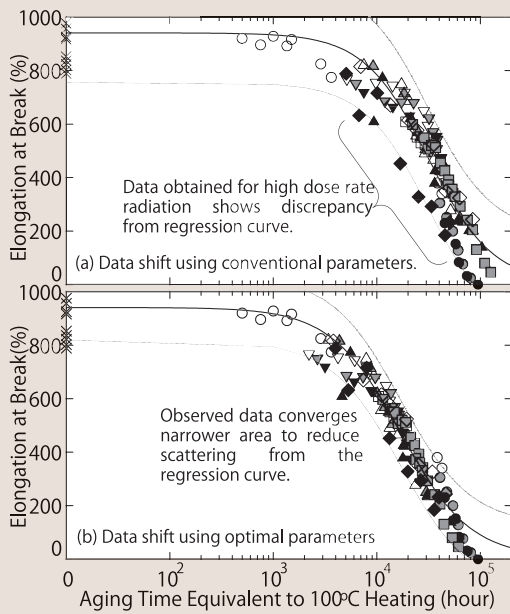 1000
800
600
400
200
0
Elongation at Break (%)
Data obtained for high dose rate
radiation shows discrepancy
from regression curve.
(a) Data shift using conventional parameters.
1000
800
600
400
200
0
Elongation at Break(%)
Observed data converges
narrower area to reduce
scattering from the
regression curve.
(b) Data shift using optimal parameters
0 10² 10³ 10⁴ 10⁵
Aging Time Equivalent to 100ºC Heating (hour)